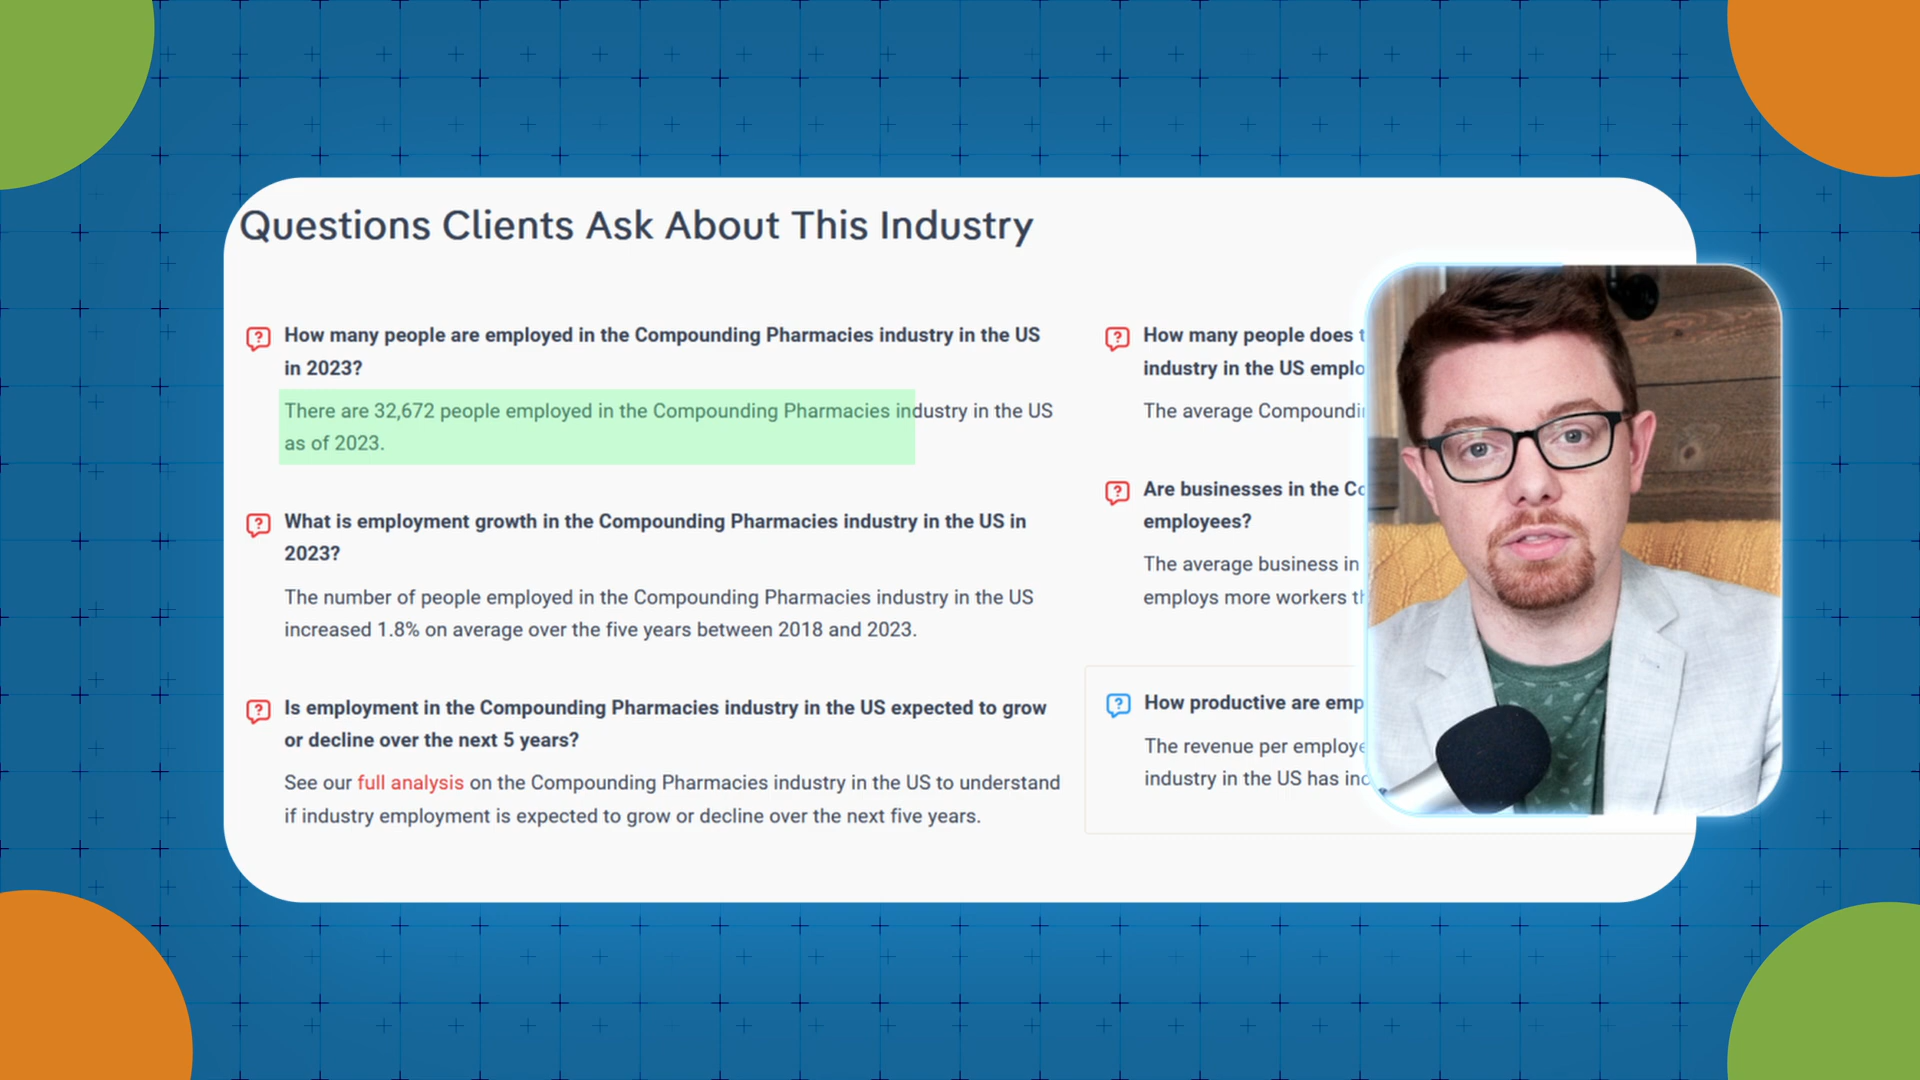 Questions Clients Ask About This Industry
How many people are employed in the Compounding Pharmacies industry in the US
in 2023?
There are 32,672 people employed in the Compounding Pharmacies industry in the US
as of 2023.
What is employment growth in the Compounding Pharmacies industry in the US in
2023?
The number of people employed in the Compounding Pharmacies industry in the US
increased 1.8% on average over the five years between 2018 and 2023.
Is employment in the Compounding Pharmacies industry in the US expected to grow
or decline over the next 5 years?
See our full analysis on the Compounding Pharmacies industry in the US to understand
if industry employment is expected to grow or decline over the next five years.
How many people does
industry in the US
The average
Are businesses in the
employees?
The average business in
employs more workers
How productive are
The revenue per
industry in the US has